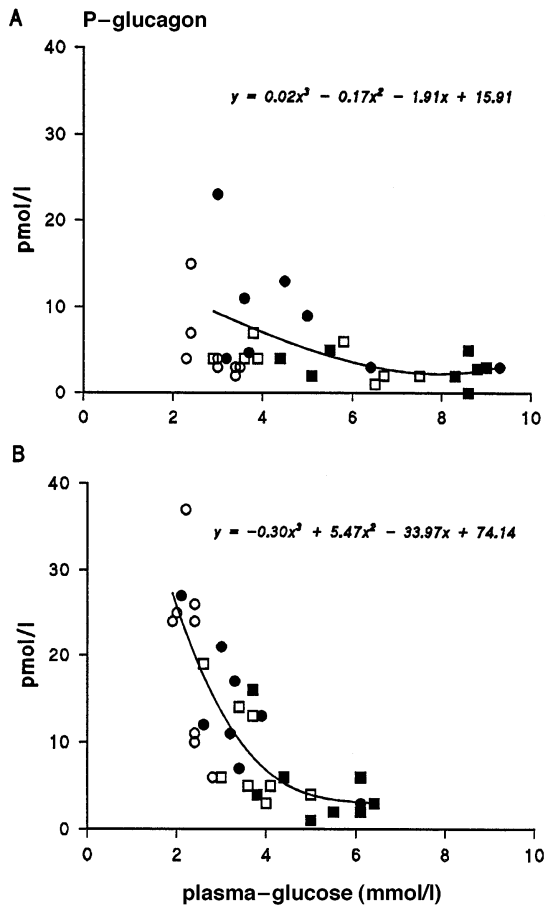 A P-glucagon
40
y = 0.02x³ - 0.17x² - 1.91x + 15.91
30
pmol/l
20
10
0
0 2 4 6 8 10
B
40
y = -0.30x³ + 5.47x² - 33.97x + 74.14
30
pmol/l
20
10
0
0 2 4 6 8 10
plasma-glucose (mmol/l)